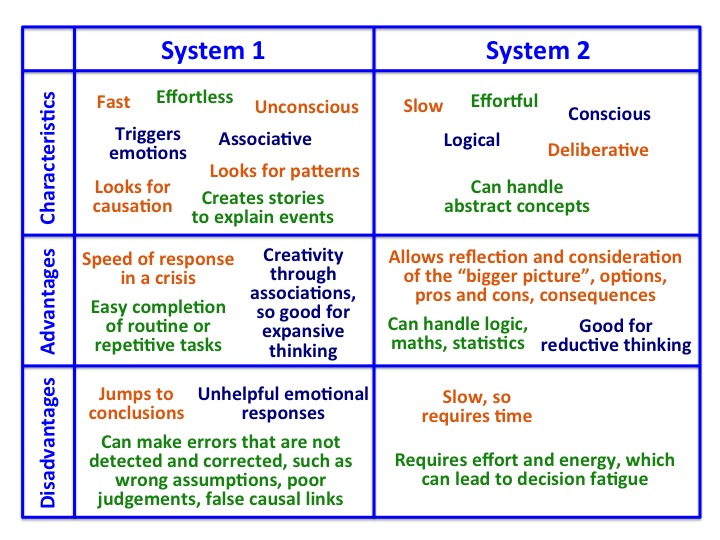 System 1
System 2
Characteristics
Fast
Effortless
Unconscious
Triggers
emotions
Associative
Looks for patterns
Looks for
causation
Creates stories
to explain events
Slow
Effortful
Conscious
Logical
Deliberative
Can handle
abstract concepts
Advantages
Speed of response
in a crisis
Easy completion
of routine or
repetitive tasks
Creativity
through
associations,
so good for
expansive
thinking
Allows reflection and consideration
of the “bigger picture”, options,
pros and cons, consequences
Can handle logic,
maths, statistics
Good for
reductive thinking
Disadvantages
Jumps to
conclusions
Unhelpful emotional
responses
Can make errors that are not
detected and corrected, such as
wrong assumptions, poor
judgements, false causal links
Slow, so
requires time
Requires effort and energy, which
can lead to decision fatigue